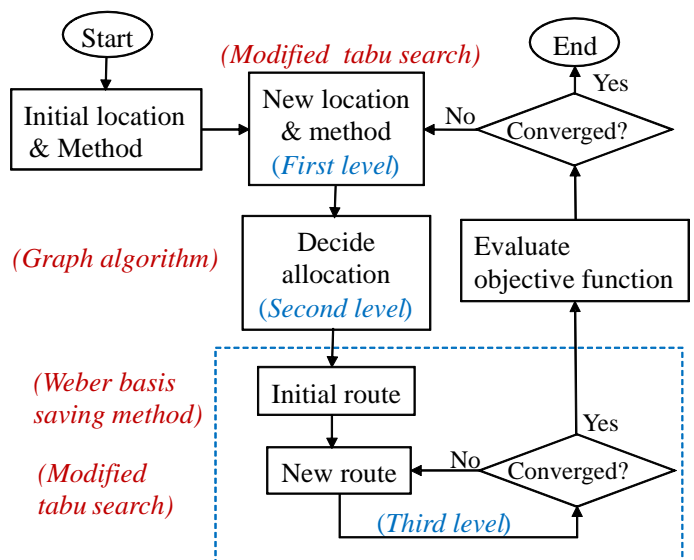 Start
(Modified tabu search)
End
Initial location
& Method
New location
& method
(First level)
No
Converged?
Yes
(Graph algorithm)
Decide
allocation
(Second level)
Evaluate
objective function
(Weber basis
saving method)
Initial route
(Modified
tabu search)
New route
No
Converged?
Yes
(Third level)